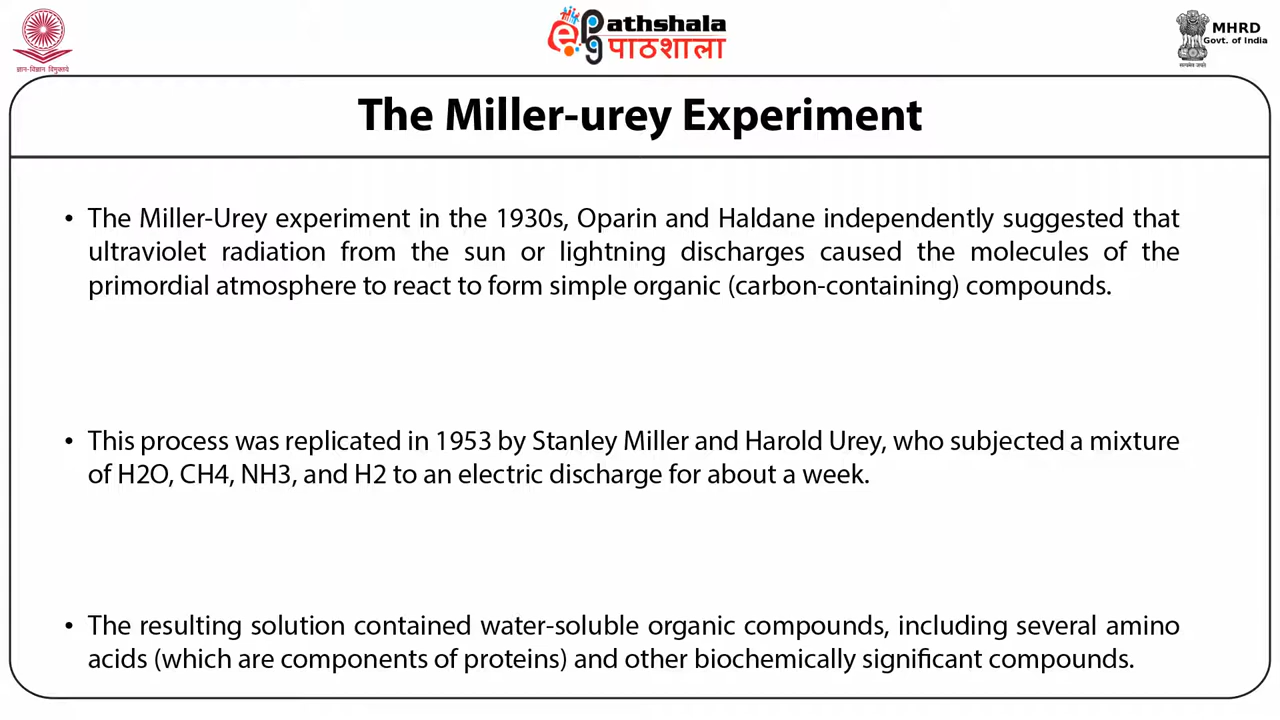 ज्ञान-विज्ञान विमुक्तये
ePathshala
पाठशाला
MHRD
Govt. of India
सत्यमेव जयते
The Miller-urey Experiment
• The Miller-Urey experiment in the 1930s, Oparin and Haldane independently suggested that
ultraviolet radiation from the sun or lightning discharges caused the molecules of the
primordial atmosphere to react to form simple organic (carbon-containing) compounds.
• This process was replicated in 1953 by Stanley Miller and Harold Urey, who subjected a mixture
of H2O, CH4, NH3, and H2 to an electric discharge for about a week.
• The resulting solution contained water-soluble organic compounds, including several amino
acids (which are components of proteins) and other biochemically significant compounds.